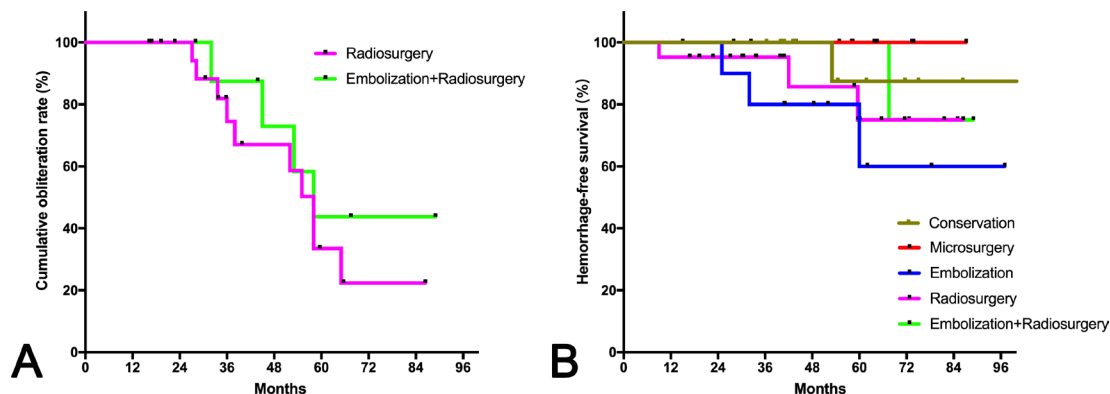 A
Cumulative obliteration rate (%)
100
80
60
40
20
0
0 12 24 36 48 60 72 84 96
Months
Radiosurgery
Embolization+Radiosurgery
B
Hemorrhage-free survival (%)
100
80
60
40
20
0
0 12 24 36 48 60 72 84 96
Months
Conservation
Microsurgery
Embolization
Radiosurgery
Embolization+Radiosurgery